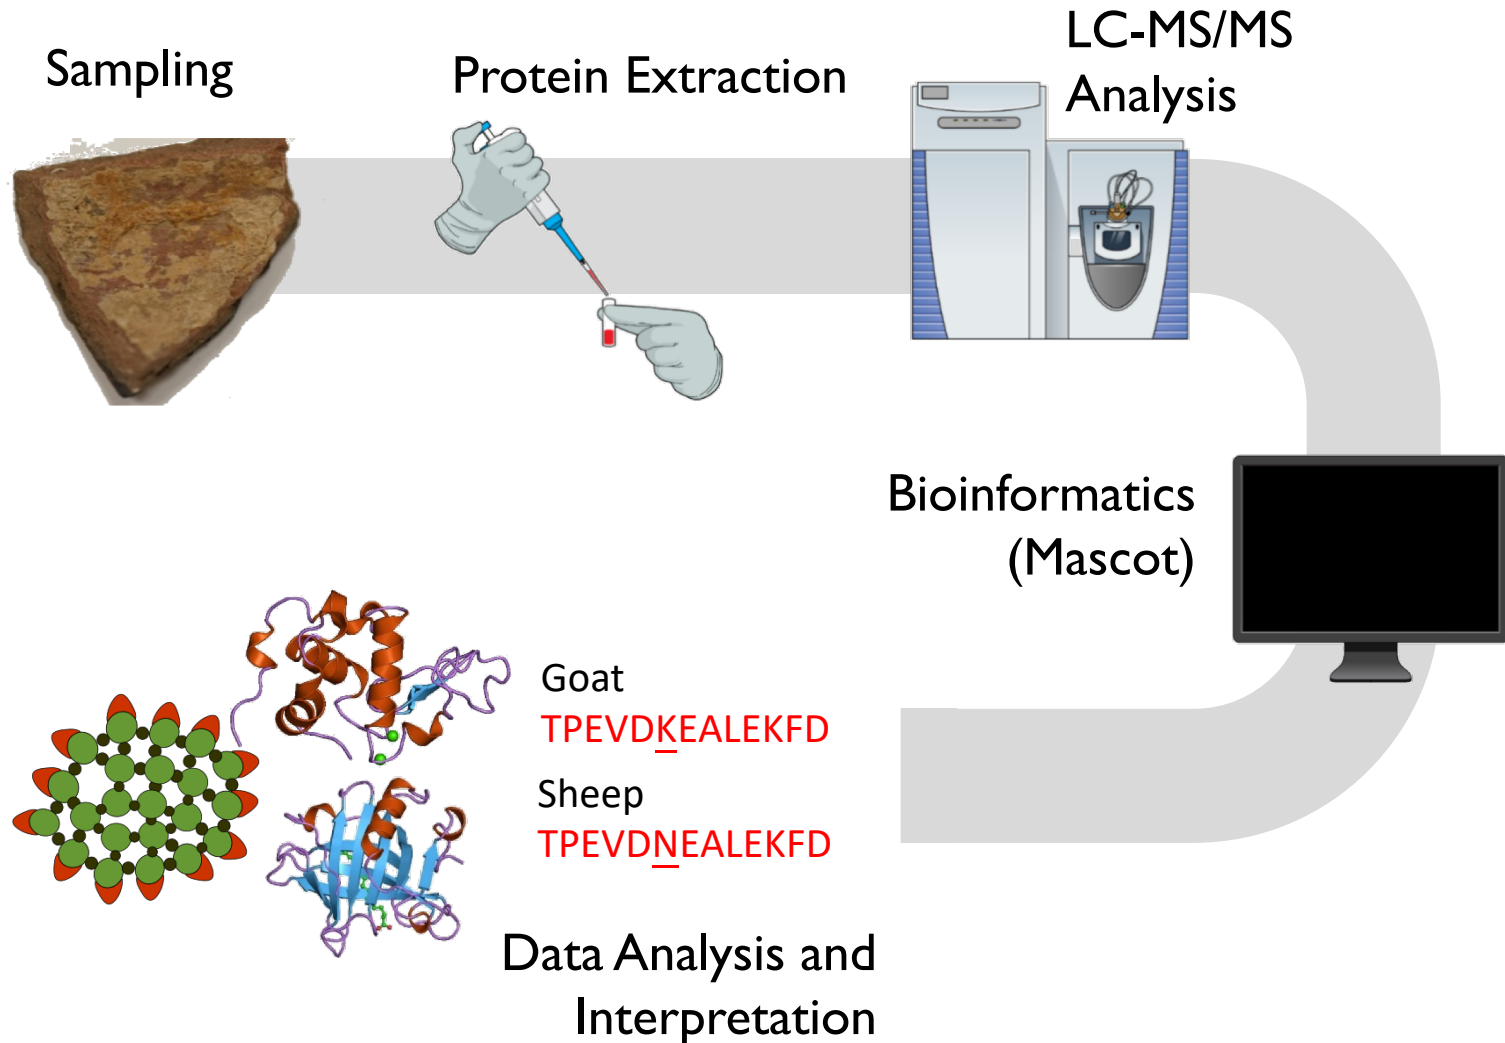 Sampling
Protein Extraction
LC-MS/MS
Analysis
Bioinformatics
(Mascot)
Goat
TPEVDKEALEKFD
Sheep
TPEVDNEALEKFD
Data Analysis and
Interpretation